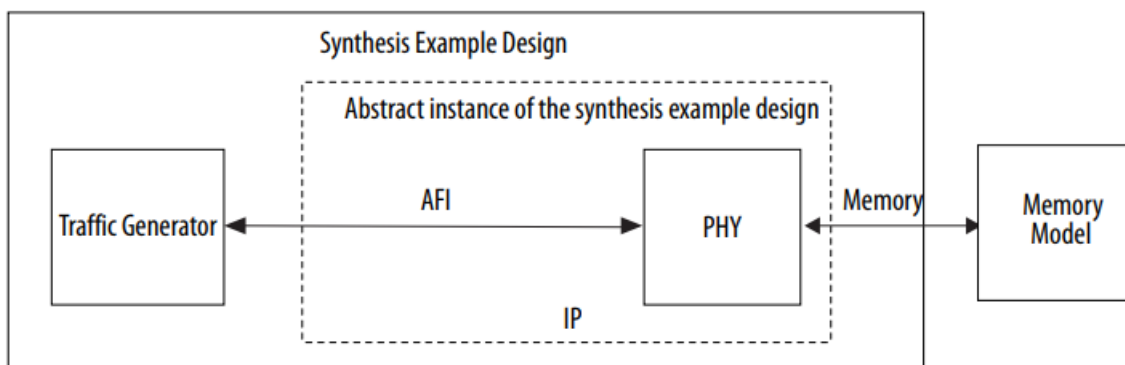 Synthesis Example Design
Abstract instance of the synthesis example design
Traffic Generator
AFI
PHY
Memory
Memory
Model
IP